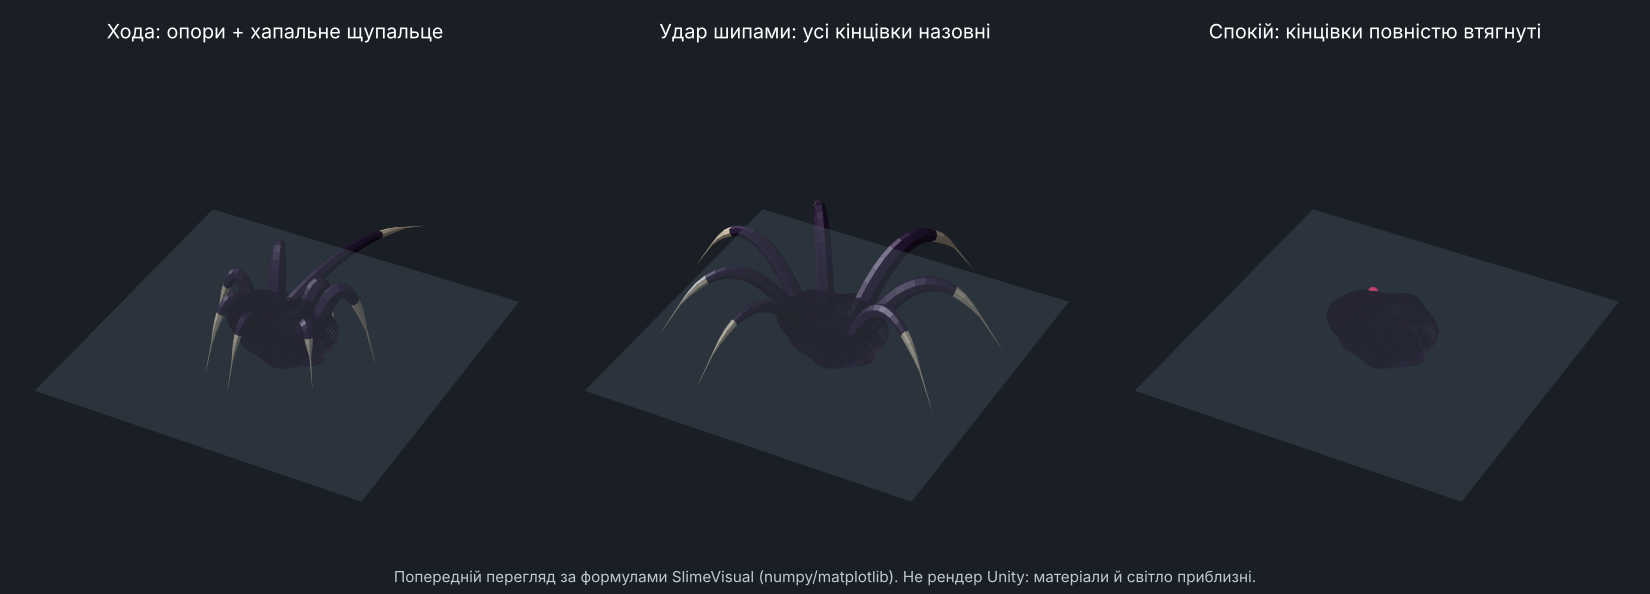 Хода: опори + хапальне щупальце
Удар шипами: усі кінцівки назовні
Спокій: кінцівки повністю втягнуті
Попередній перегляд за формулами SlimeVisual (numpy/matplotlib). Не рендер Unity: матеріали й світло приблизні.